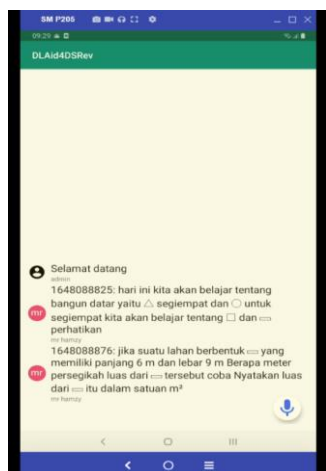 SM P205
09:29
DLAid4DSRev
Selamat datang
admin
1648088825: hari ini kita akan belajar tentang
bangun datar yaitu △ segiempat dan ○ untuk
segiempat kita akan belajar tentang □ dan ▭
perhatikan
mr
mr hamzy
1648088876: jika suatu lahan berbentuk ▭ yang
memiliki panjang 6 m dan lebar 9 m Berapa meter
persegikah luas dari ▭ tersebut coba Nyatakan luas
dari ▭ itu dalam satuan m²
mr
mr hamzy